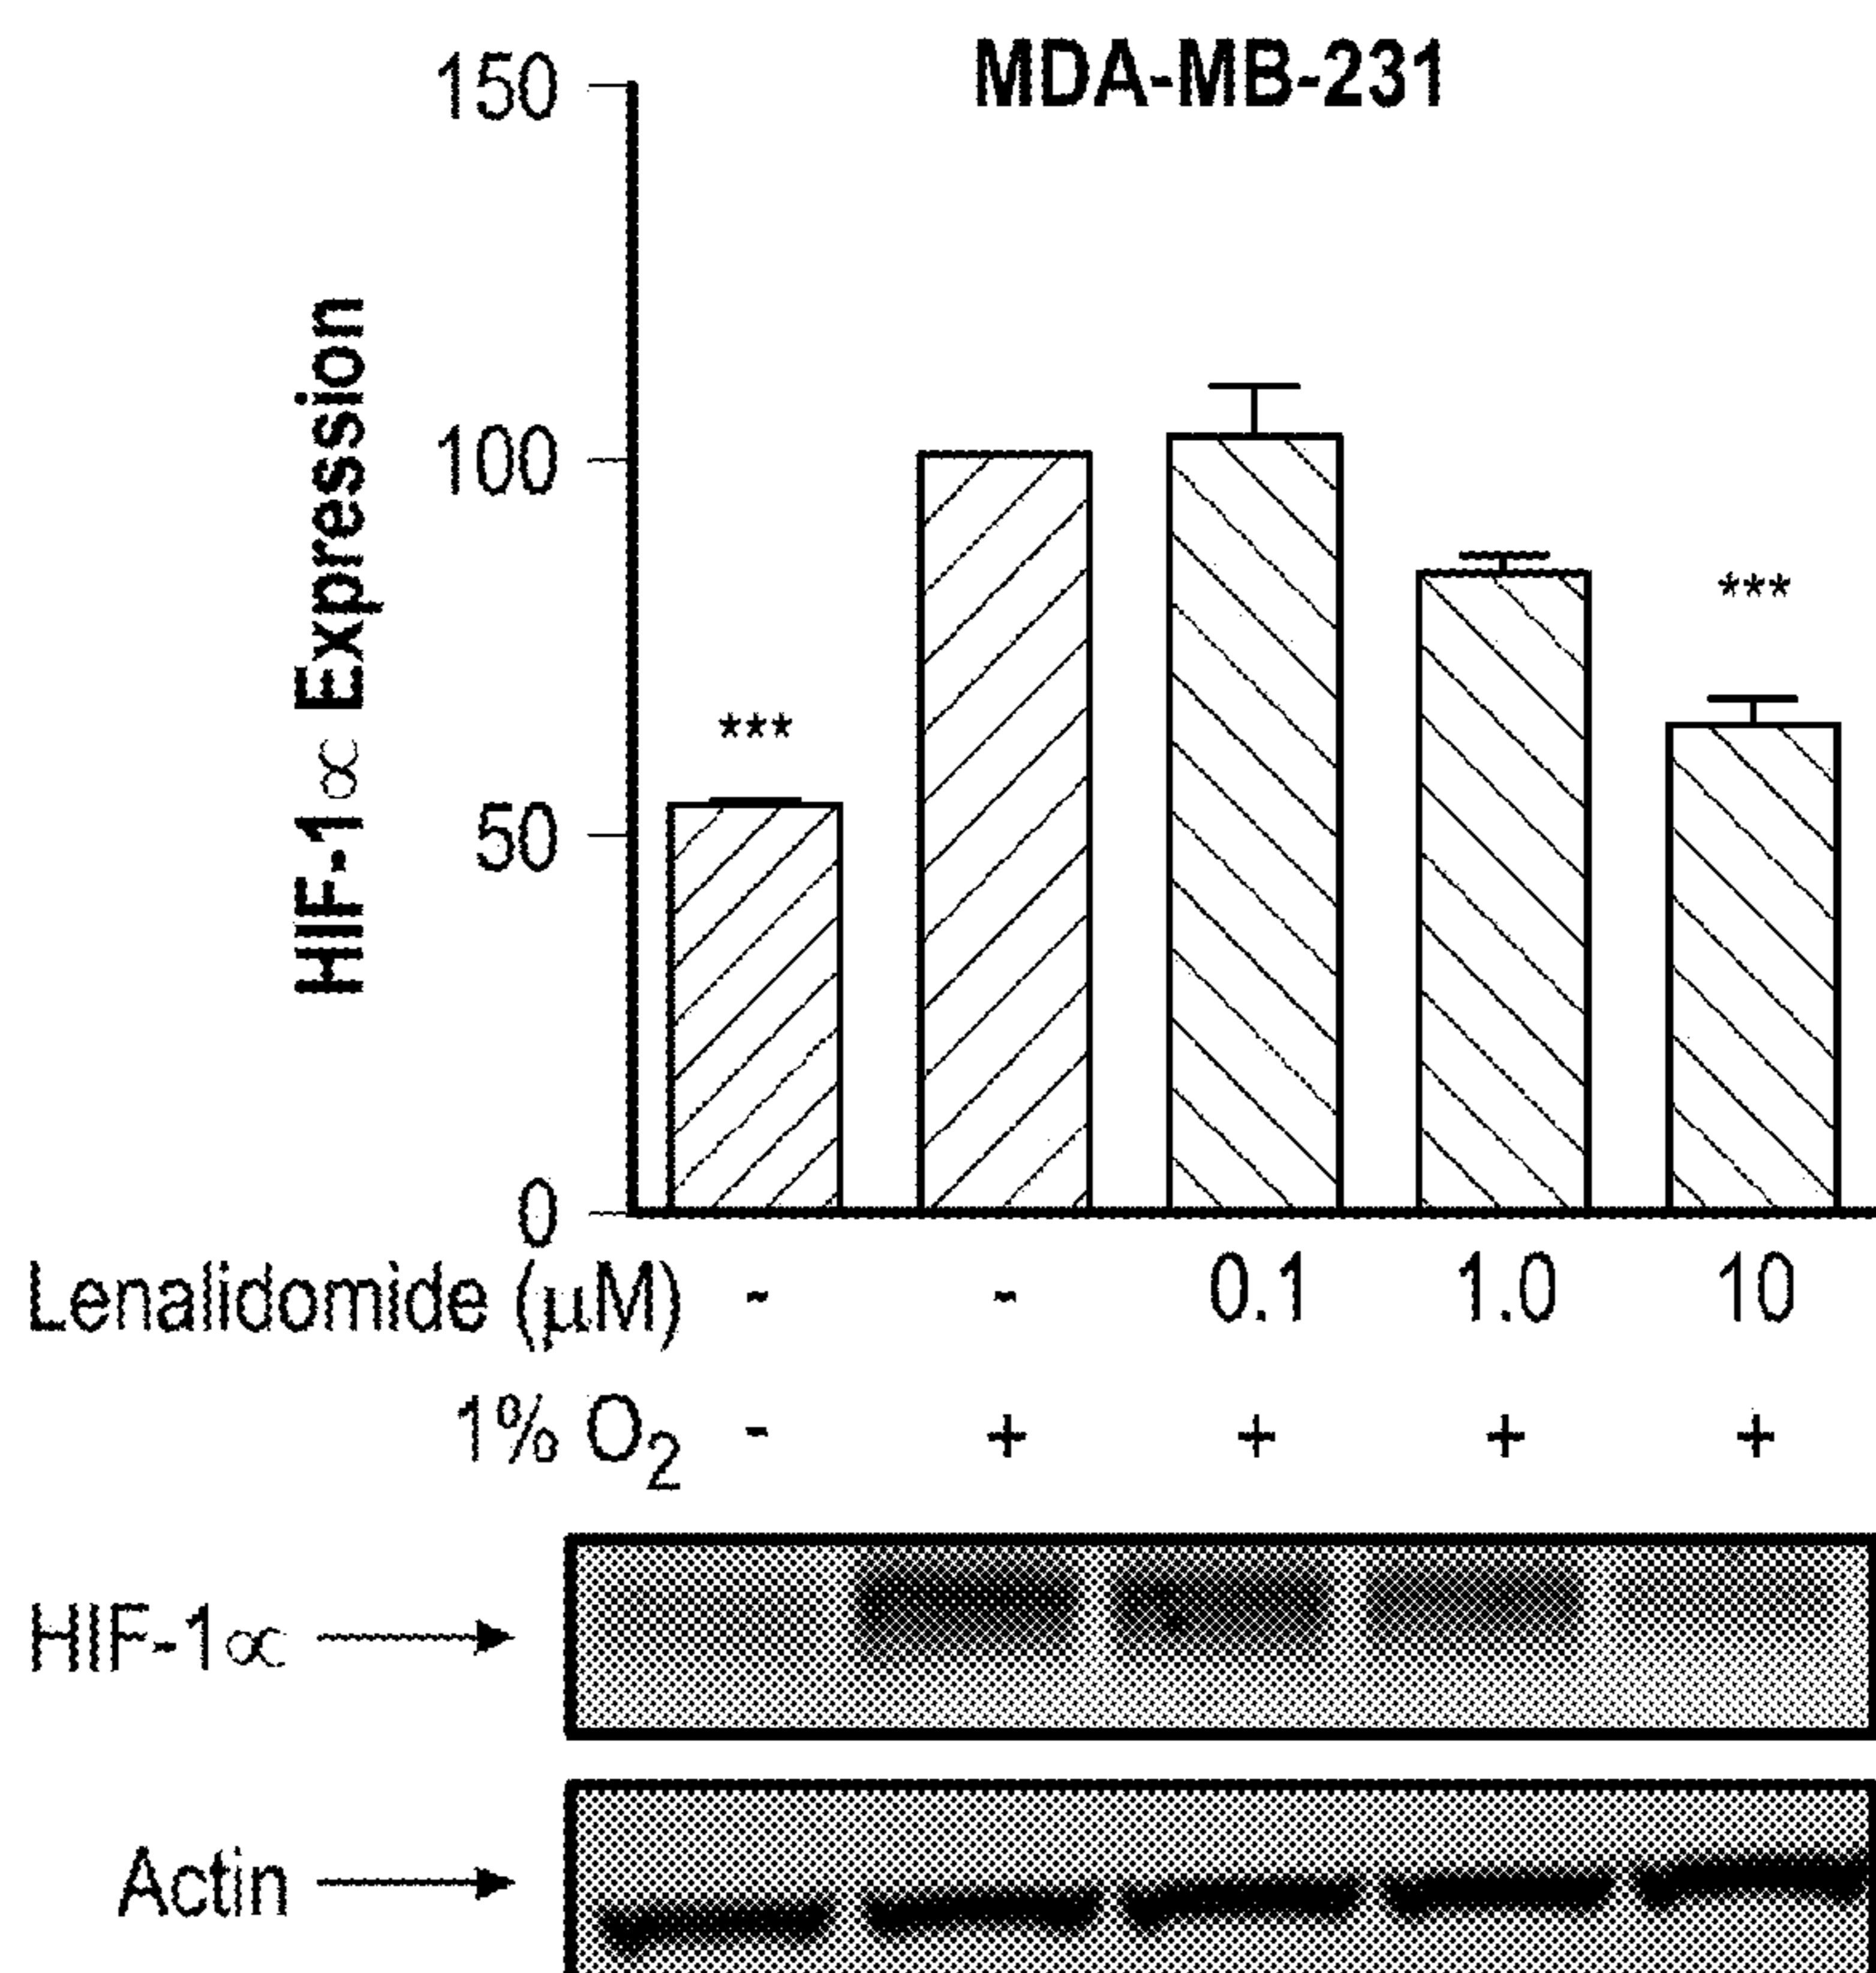 MDA-MB-231
150
100
50
0
HIF-1∝ Expression
***
***
Lenalidomide (μM) - - 0.1 1.0 10
1% O₂ - + + + +
HIF-1∝
Actin